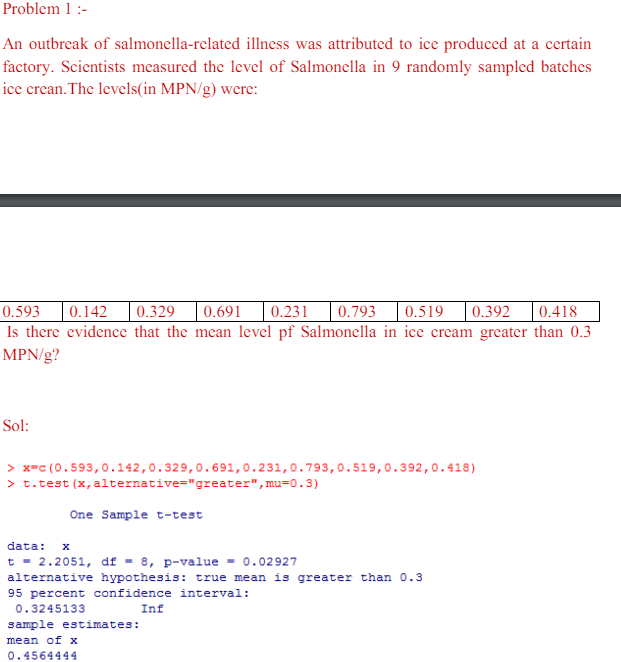 Problem 1 :-
An outbreak of salmonella-related illness was attributed to ice produced at a certain
factory. Scientists measured the level of Salmonella in 9 randomly sampled batches
ice crean.The levels(in MPN/g) were:
0.593 0.142 0.329 0.691 0.231 0.793 0.519 0.392 0.418
Is there evidence that the mean level pf Salmonella in ice cream greater than 0.3
MPN/g?
Sol:
> x=c(0.593,0.142,0.329,0.691,0.231,0.793,0.519,0.392,0.418)
> t.test(x,alternative="greater",mu=0.3)
One Sample t-test
data: x
t = 2.2051, df = 8, p-value = 0.02927
alternative hypothesis: true mean is greater than 0.3
95 percent confidence interval:
0.3245133 Inf
sample estimates:
mean of x
0.4564444